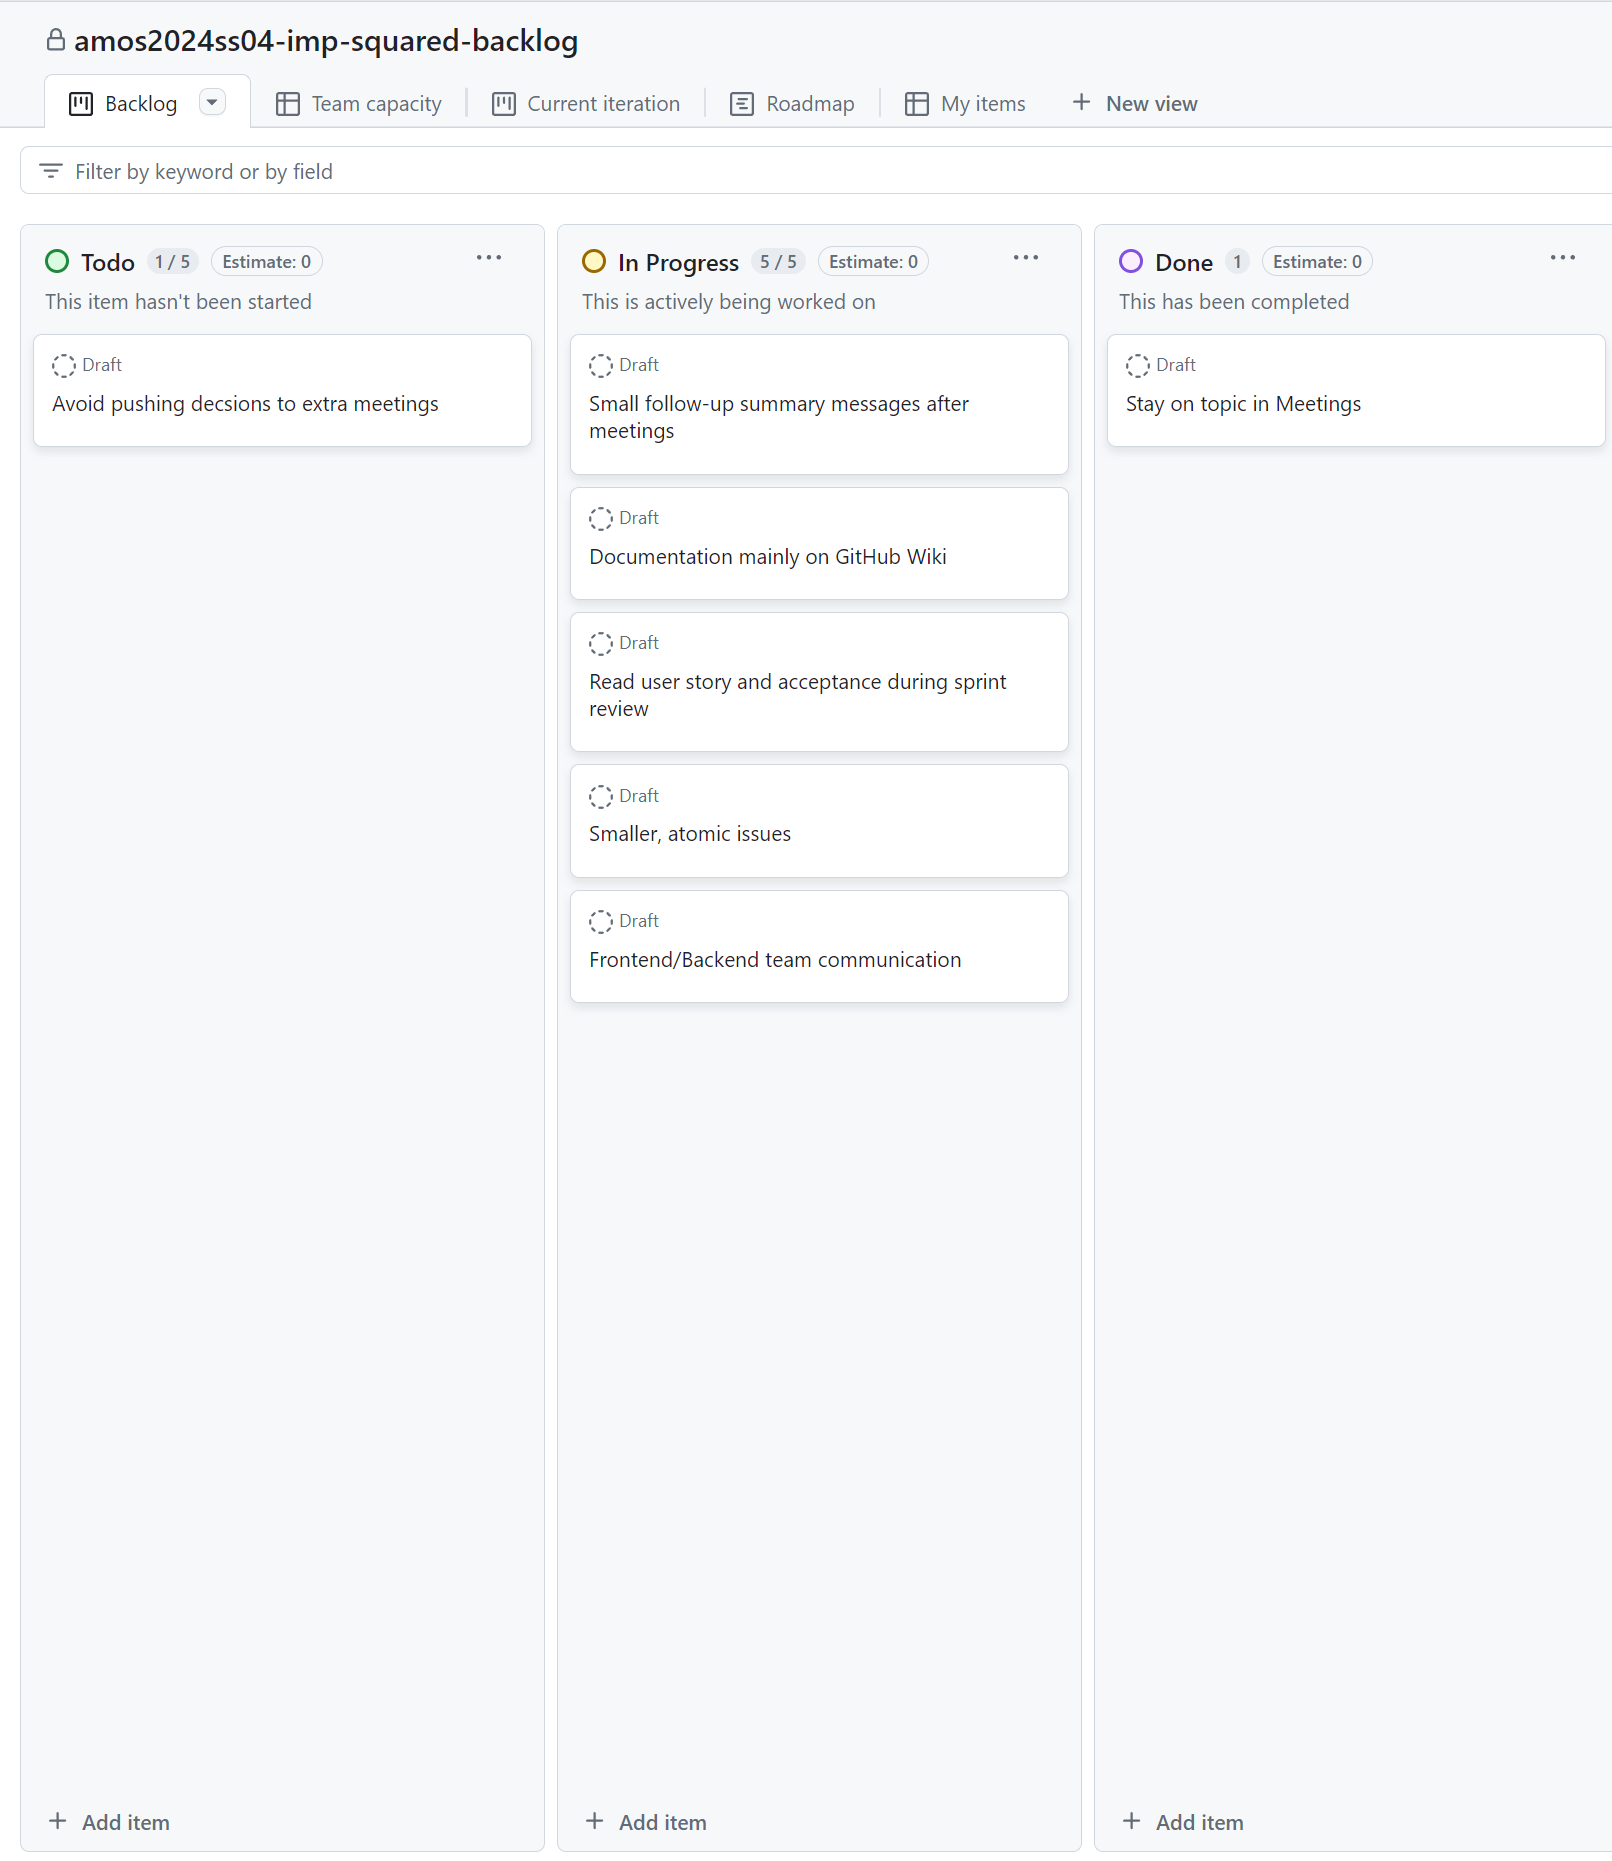 amos2024ss04-imp-squared-backlog
Backlog
Team capacity
Current iteration
Roadmap
My items
New view
Filter by keyword or by field
Todo 1 / 5 Estimate: 0
This item hasn't been started
Draft
Avoid pushing decsions to extra meetings
Add item
In Progress 5 / 5 Estimate: 0
This is actively being worked on
Draft
Small follow-up summary messages after
meetings
Draft
Documentation mainly on GitHub Wiki
Draft
Read user story and acceptance during sprint
review
Draft
Smaller, atomic issues
Draft
Frontend/Backend team communication
Add item
Done 1 Estimate: 0
This has been completed
Draft
Stay on topic in Meetings
Add item